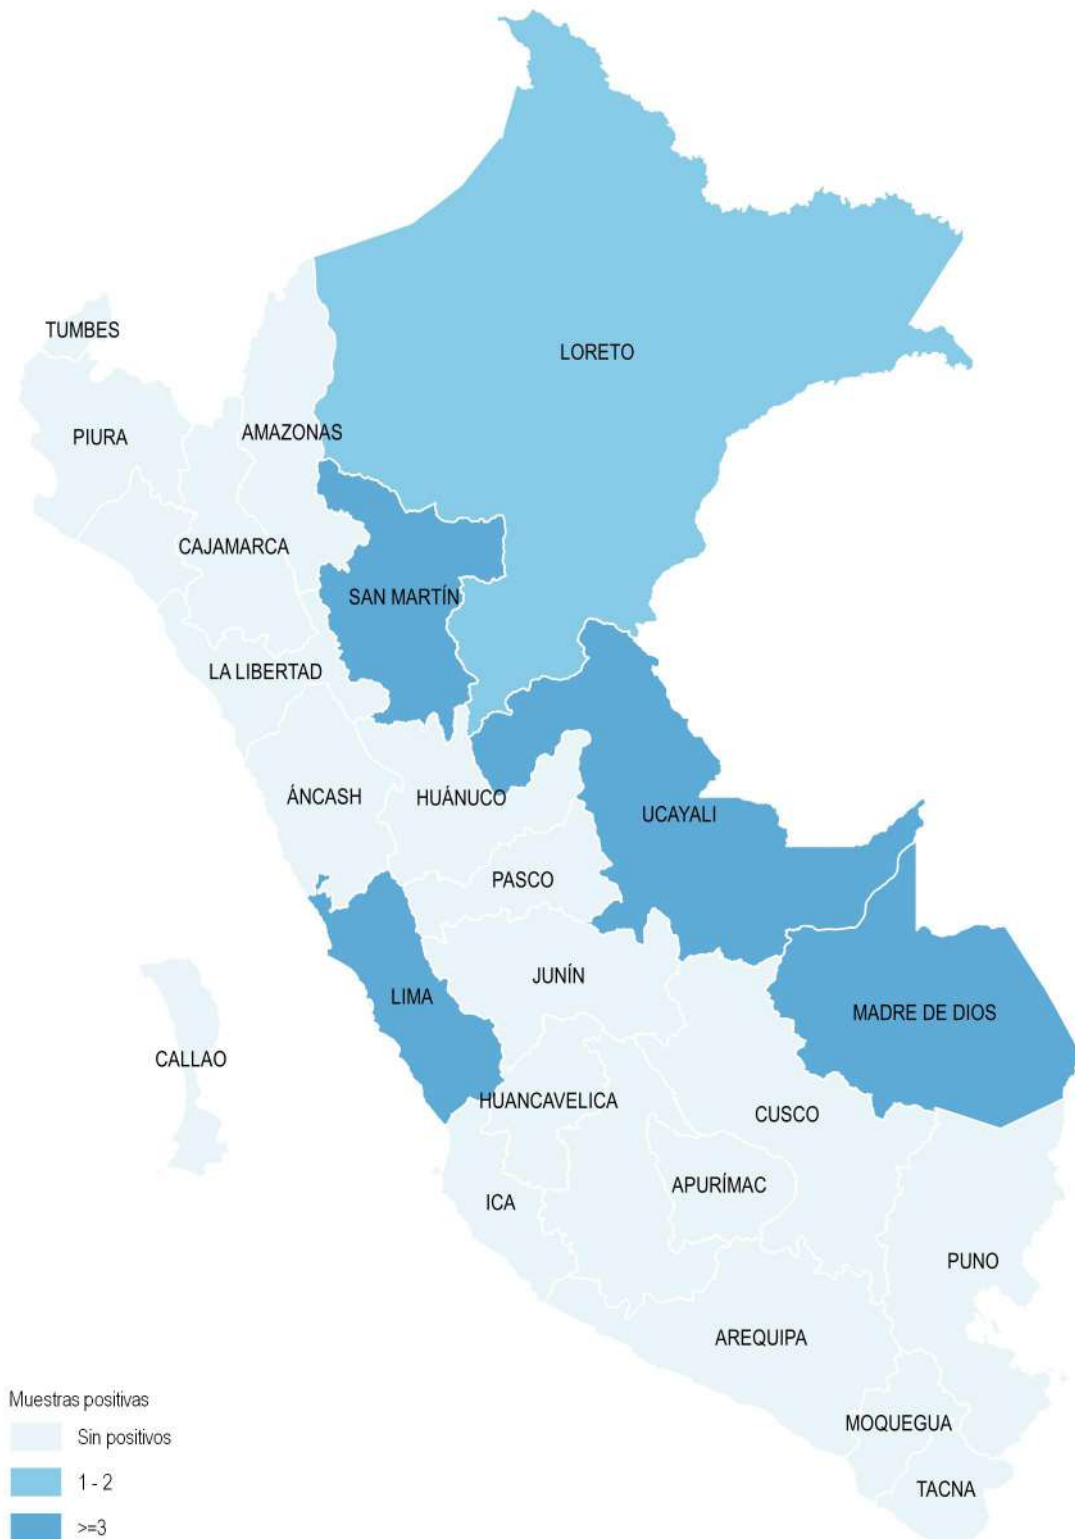 TUMBES
LORETO
PIURA
AMAZONAS
CAJAMARCA
SAN MARTÍN
LA LIBERTAD
ÁNCASH
HUÁNUCO
UCAYALI
PASCO
JUNÍN
LIMA
MADRE DE DIOS
CALLAO
HUANCAVELICA
CUSCO
APURÍMAC
ICA
PUNO
AREQUIPA
MOQUEGUA
TACNA
Muestras positivas
Sin positivos
1 - 2
>=3